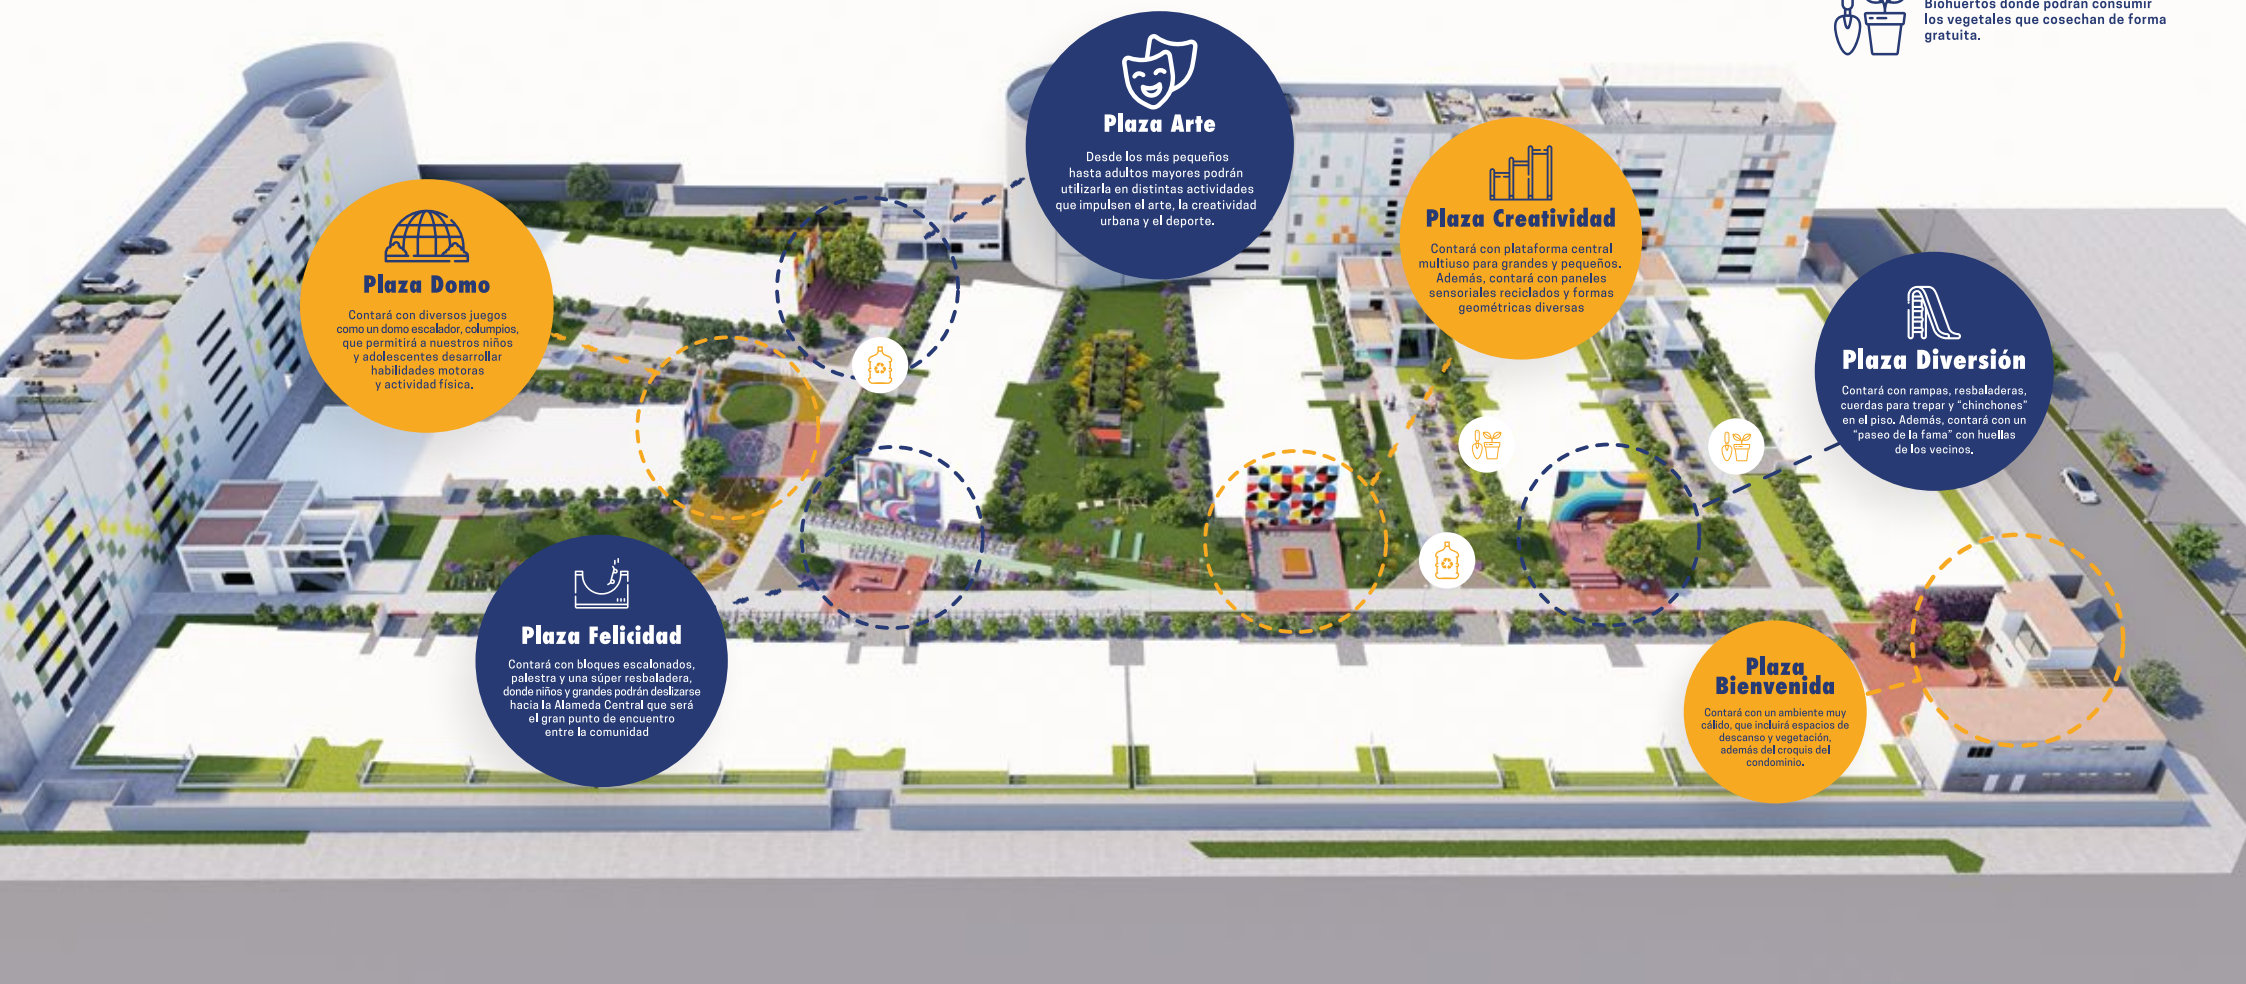 Biohuertos donde podrán consumir
los vegetales que cosechan de forma
gratuita.
Plaza Arte
Desde los más pequeños
hasta adultos mayores podrán
utilizarla en distintas actividades
que impulsen el arte, la creatividad
urbana y el deporte.
Plaza Creatividad
Contará con plataforma central
multiuso para grandes y pequeños.
Además, contará con paneles
sensoriales reciclados y formas
geométricas diversas
Plaza Domo
Contará con diversos juegos
como un domo escalador, columpios,
que permitirá a nuestros niños
y adolescentes desarrollar
habilidades motoras
y actividad física.
Plaza Diversión
Contará con rampas, resbaladeras,
cuerdas para trepar y "chinchones"
en el piso. Además, contará con un
"paseo de la fama" con huellas
de los vecinos.
Plaza Felicidad
Contará con bloques escalonados,
palestra y una súper resbaladera,
donde niños y grandes podrán deslizarse
hacia la Alameda Central que será
el gran punto de encuentro
entre la comunidad
Plaza
Bienvenida
Contará con un ambiente muy
cálido, que incluirá espacios de
descanso y vegetación,
además del croquis del
condominio.